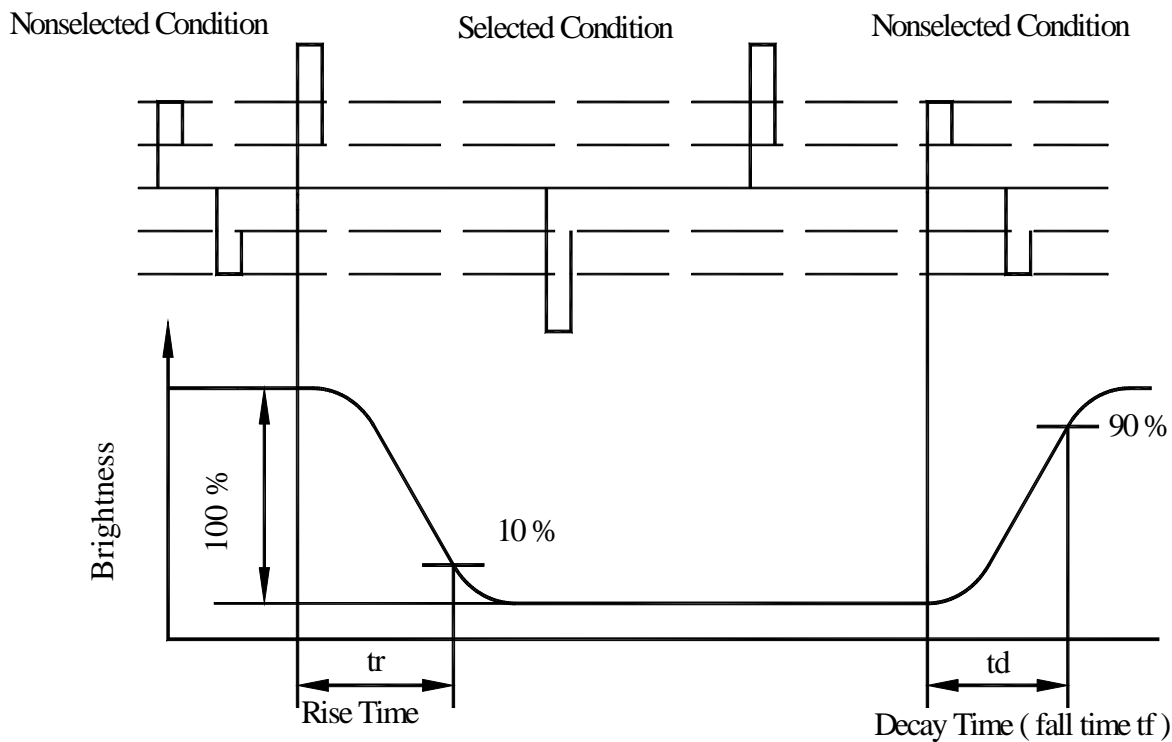 Nonselected Condition
Selected Condition
Nonselected Condition
Brightness
100 %
10 %
90 %
tr
Rise Time
td
Decay Time ( fall time tf )